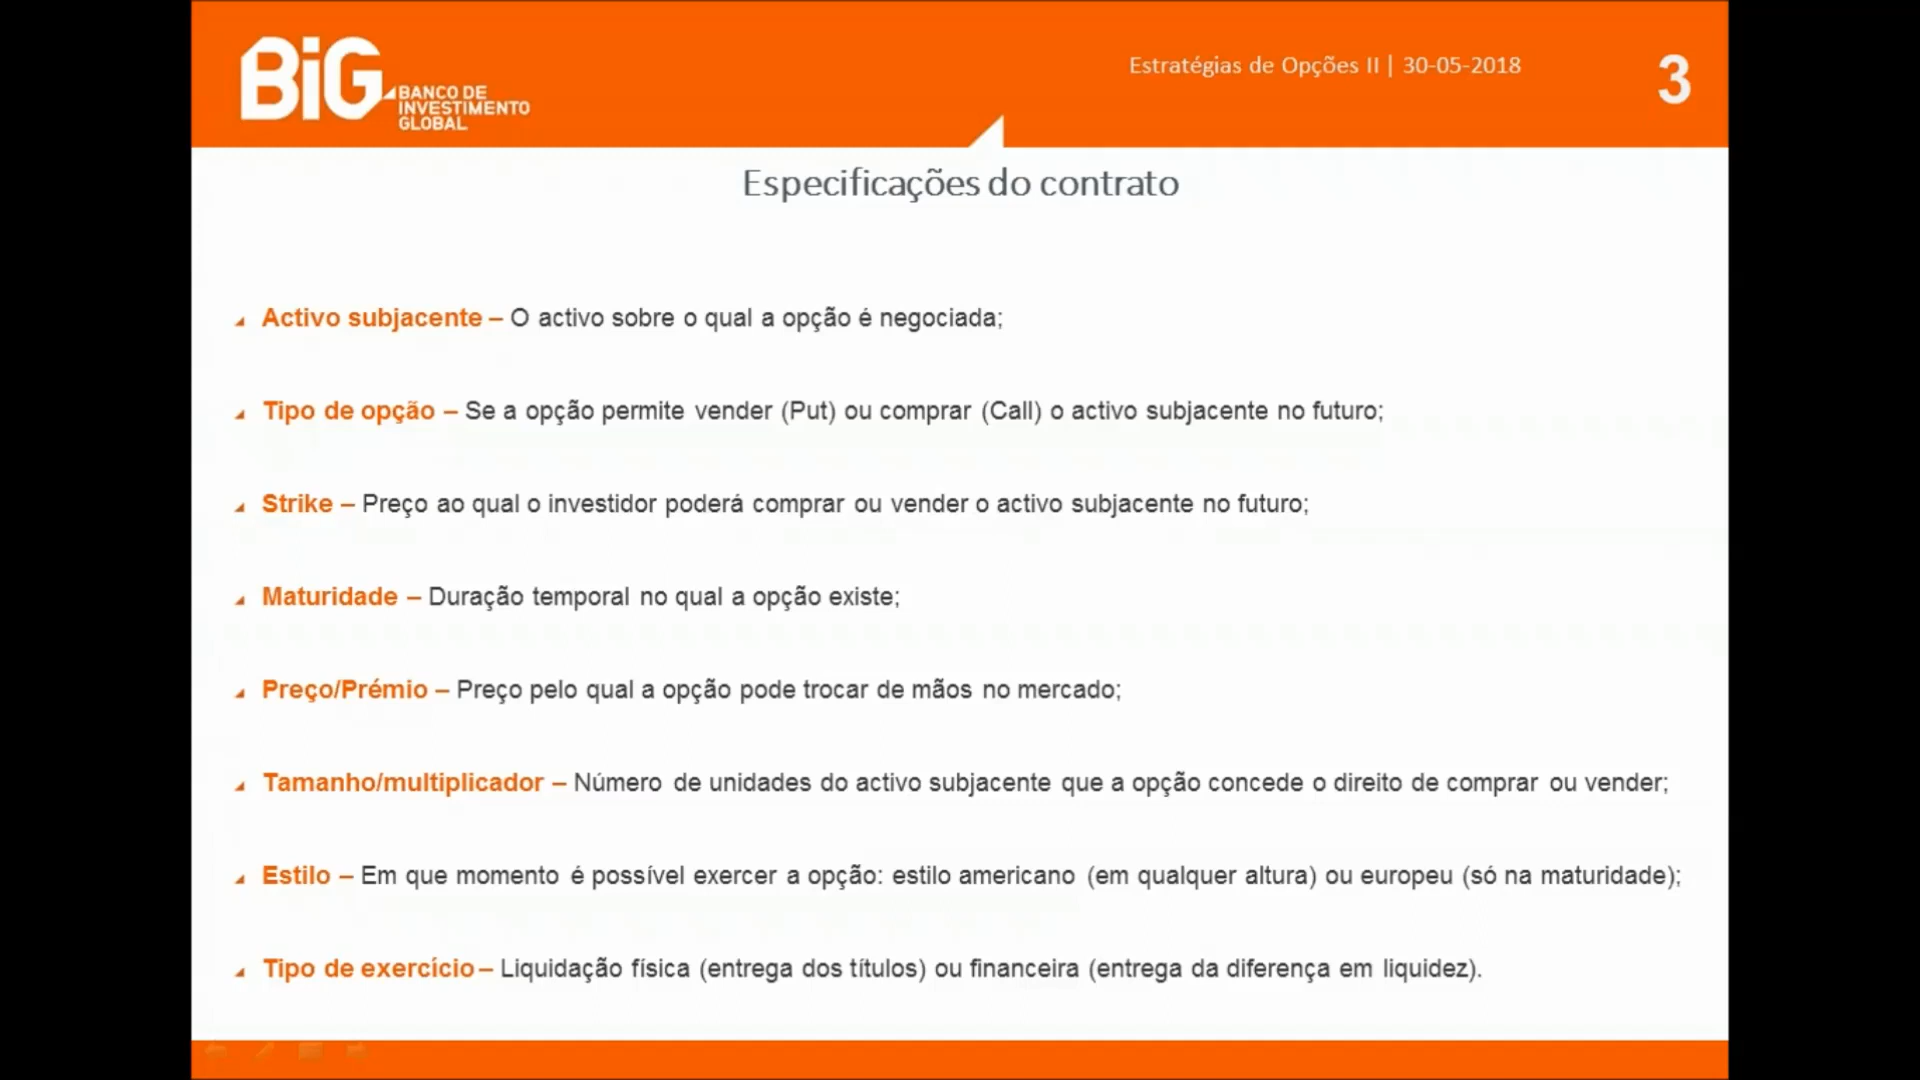 BiG BANCO DE
INVESTIMENTO
GLOBAL
Estratégias de Opções II | 30-05-2018
3
Especificações do contrato
Activo subjacente – O activo sobre o qual a opção é negociada;
Tipo de opção – Se a opção permite vender (Put) ou comprar (Call) o activo subjacente no futuro;
Strike – Preço ao qual o investidor poderá comprar ou vender o activo subjacente no futuro;
Maturidade – Duração temporal no qual a opção existe;
Preço/Prémio – Preço pelo qual a opção pode trocar de mãos no mercado;
Tamanho/multiplicador – Número de unidades do activo subjacente que a opção concede o direito de comprar ou vender;
Estilo – Em que momento é possível exercer a opção: estilo americano (em qualquer altura) ou europeu (só na maturidade);
Tipo de exercício – Liquidação física (entrega dos títulos) ou financeira (entrega da diferença em liquidez).